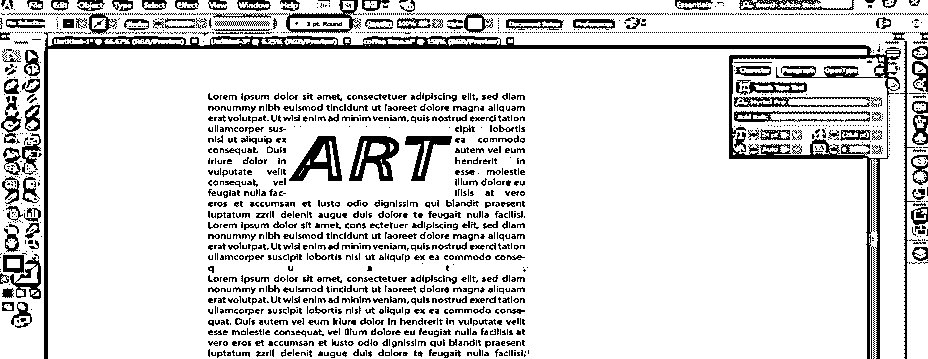 File Edit Object Type Select Effect View Window Help
Essentials
3 pt. Round
Lorem ipsum dolor sit amet, consectetuer adipiscing elit, sed diam
nonummy nibh euismod tincidunt ut laoreet dolore magna aliquam
erat volutpat. Ut wisi enim ad minim veniam, quis nostrud exerci tation
ullamcorper sus- cipit lobortis
nisl ut aliquip ex ea commodo
consequat. Duis autem vel eum
iriure dolor in hendrerit in
vulputate velit esse molestie
consequat, vel illum dolore eu
feugiat nulla fac- ilisis at vero
ART
eros et accumsan et iusto odio dignissim qui blandit praesent
luptatum zzril delenit augue duis dolore te feugait nulla facilisi.
Lorem ipsum dolor sit amet, consectetuer adipiscing elit, sed diam
nonummy nibh euismod tincidunt ut laoreet dolore magna aliquam
erat volutpat. Ut wisi enim ad minim veniam, quis nostrud exerci tation
ullamcorper suscipit lobortis nisl ut aliquip ex ea commodo conse-
q u a t .
Lorem ipsum dolor sit amet, consectetuer adipiscing elit, sed diam
nonummy nibh euismod tincidunt ut laoreet dolore magna aliquam
erat volutpat. Ut wisi enim ad minim veniam, quis nostrud exerci tation
ullamcorper suscipit lobortis nisl ut aliquip ex ea commodo conse-
quat. Duis autem vel eum iriure dolor in hendrerit in vulputate velit
esse molestie consequat, vel illum dolore eu feugiat nulla facilisis at
vero eros et accumsan et iusto odio dignissim qui blandit praesent
luptatum zzril delenit augue duis dolore te feugait nulla facilisi.